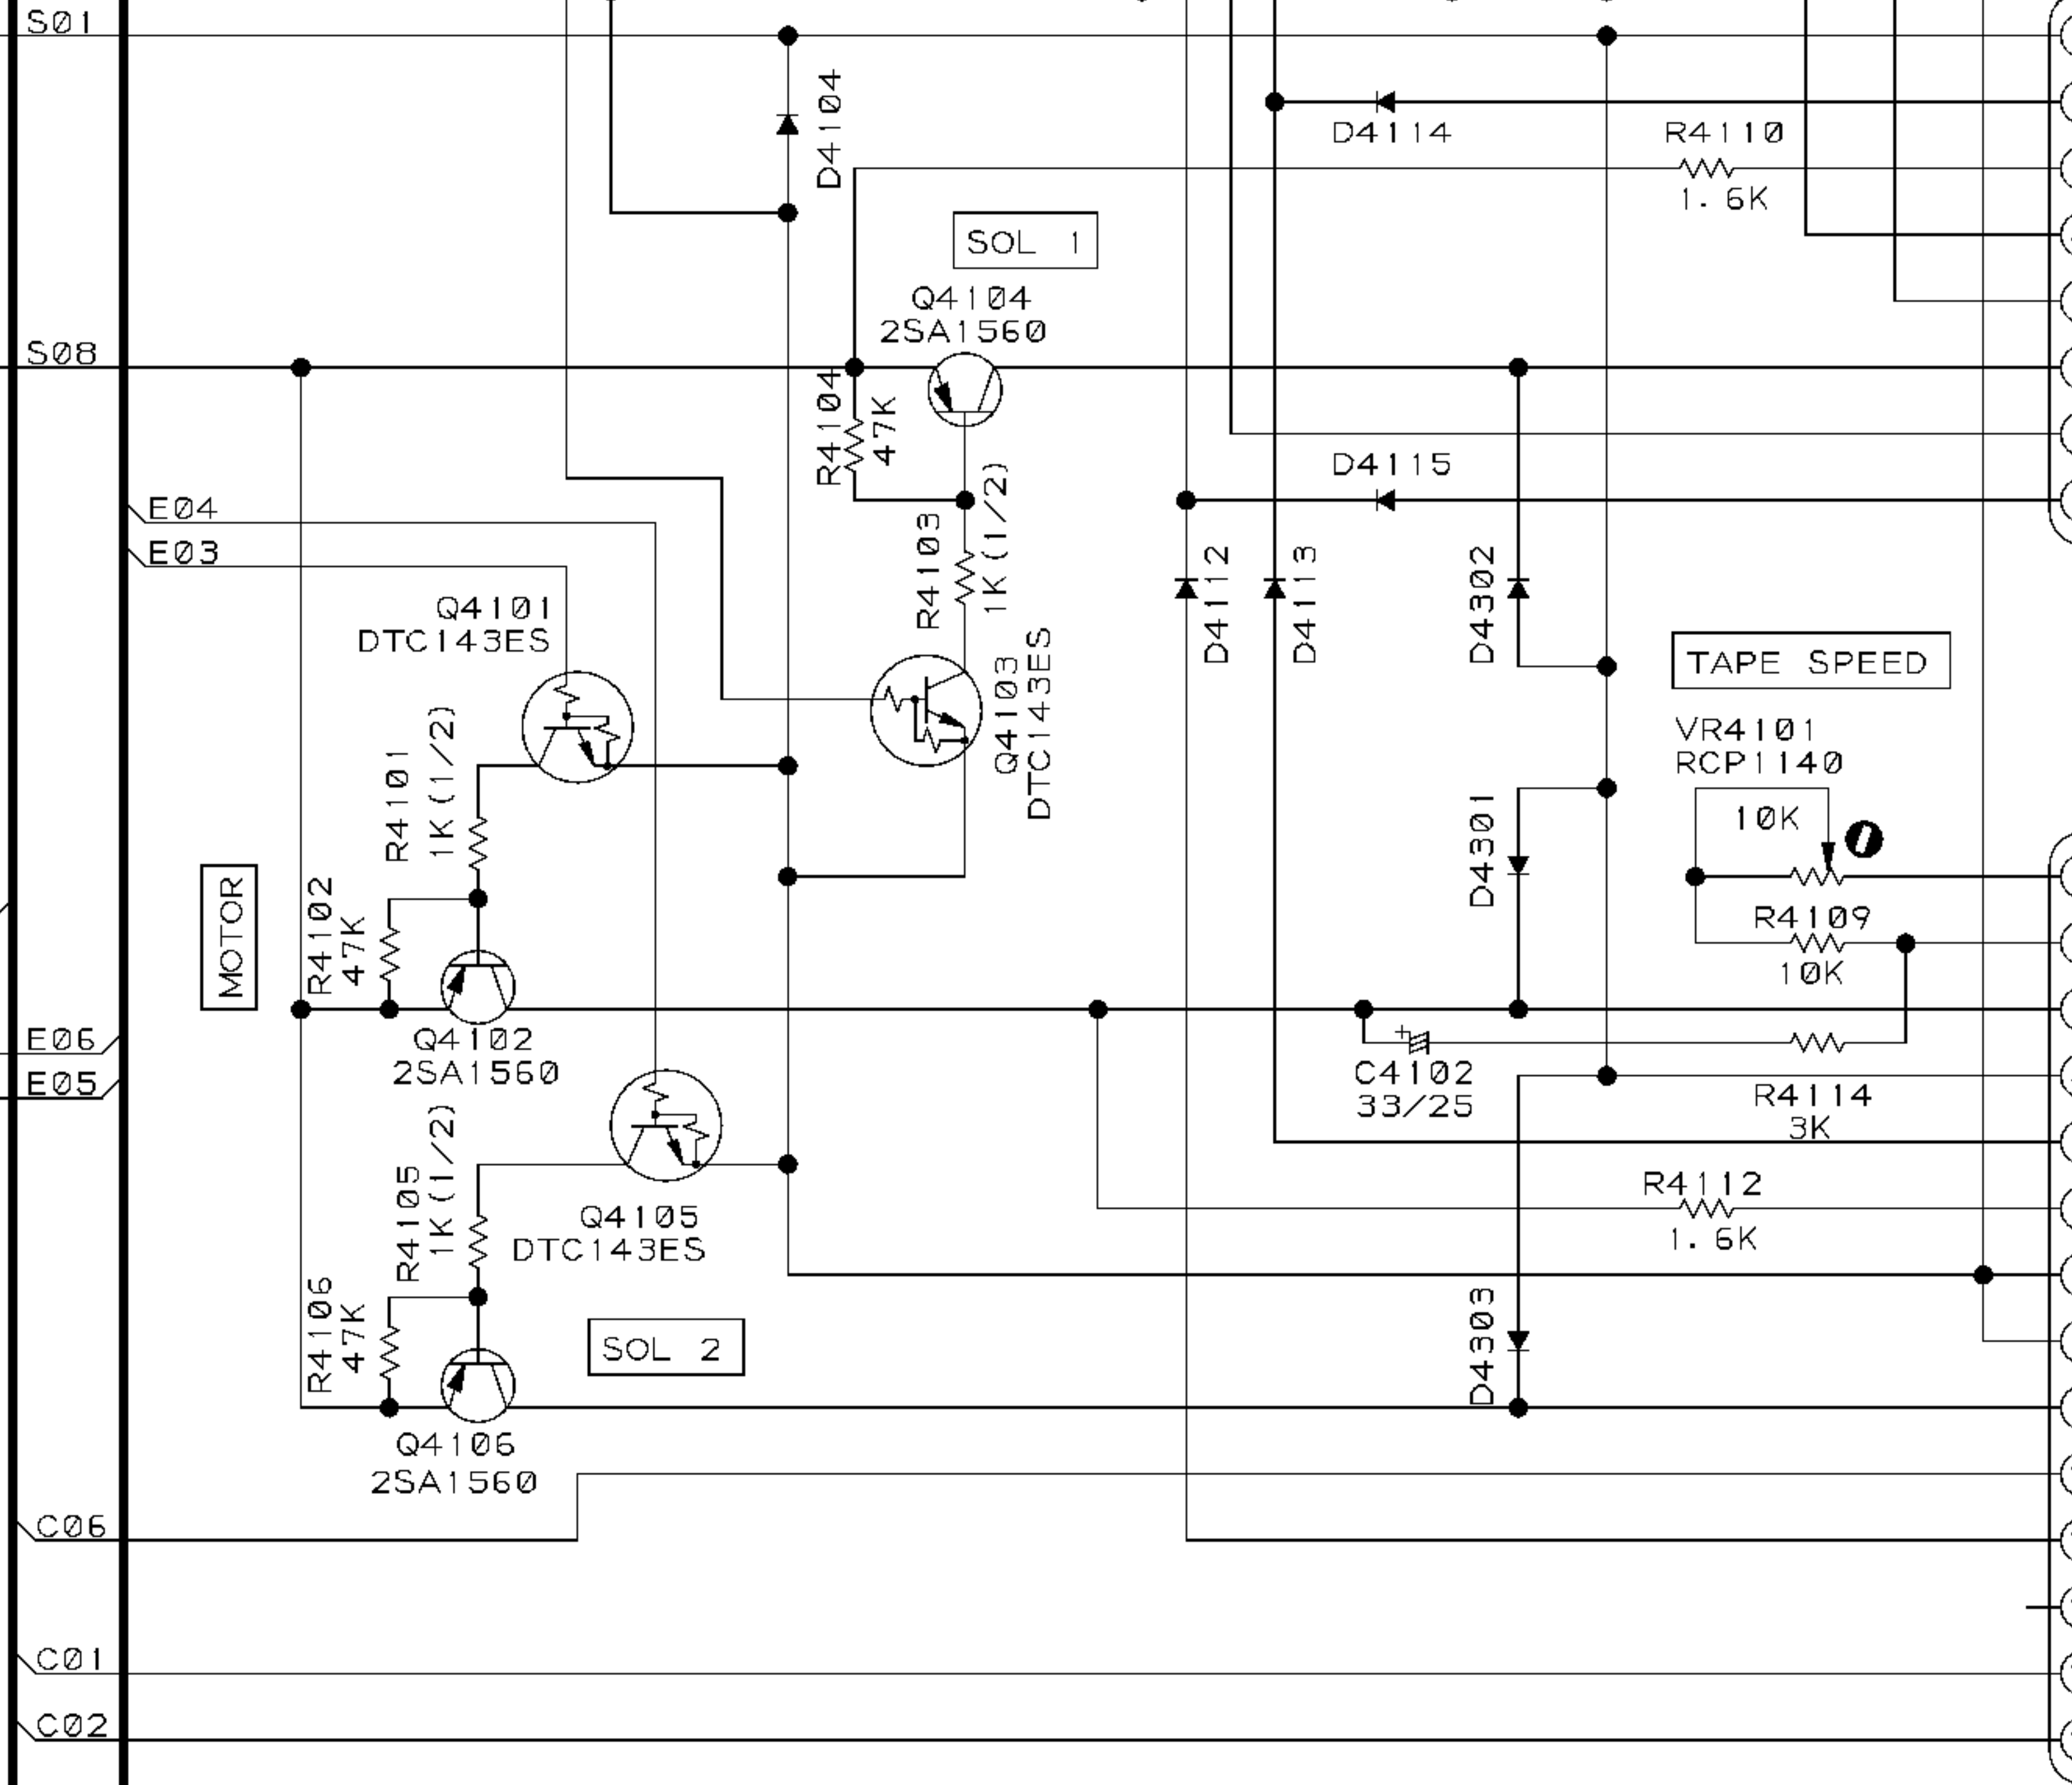 S01
D4104
D4114
R4110
1.6K
SOL 1
Q4104
2SA1560
S08
R4104
47K
D4115
E04
E03
R4103
1K(1/2)
D4112
D4113
D4302
Q4101
DTC143ES
Q4103
DTC143ES
TAPE SPEED
VR4101
RCP1140
10K
R4101
1K(1/2)
D4301
MOTOR
R4102
47K
R4109
10K
Q4102
2SA1560
E06
E05
+
C4102
33/25
R4114
3K
R4105
1K(1/2)
R4112
1.6K
Q4105
DTC143ES
R4106
47K
SOL 2
D4303
Q4106
2SA1560
C06
C01
C02